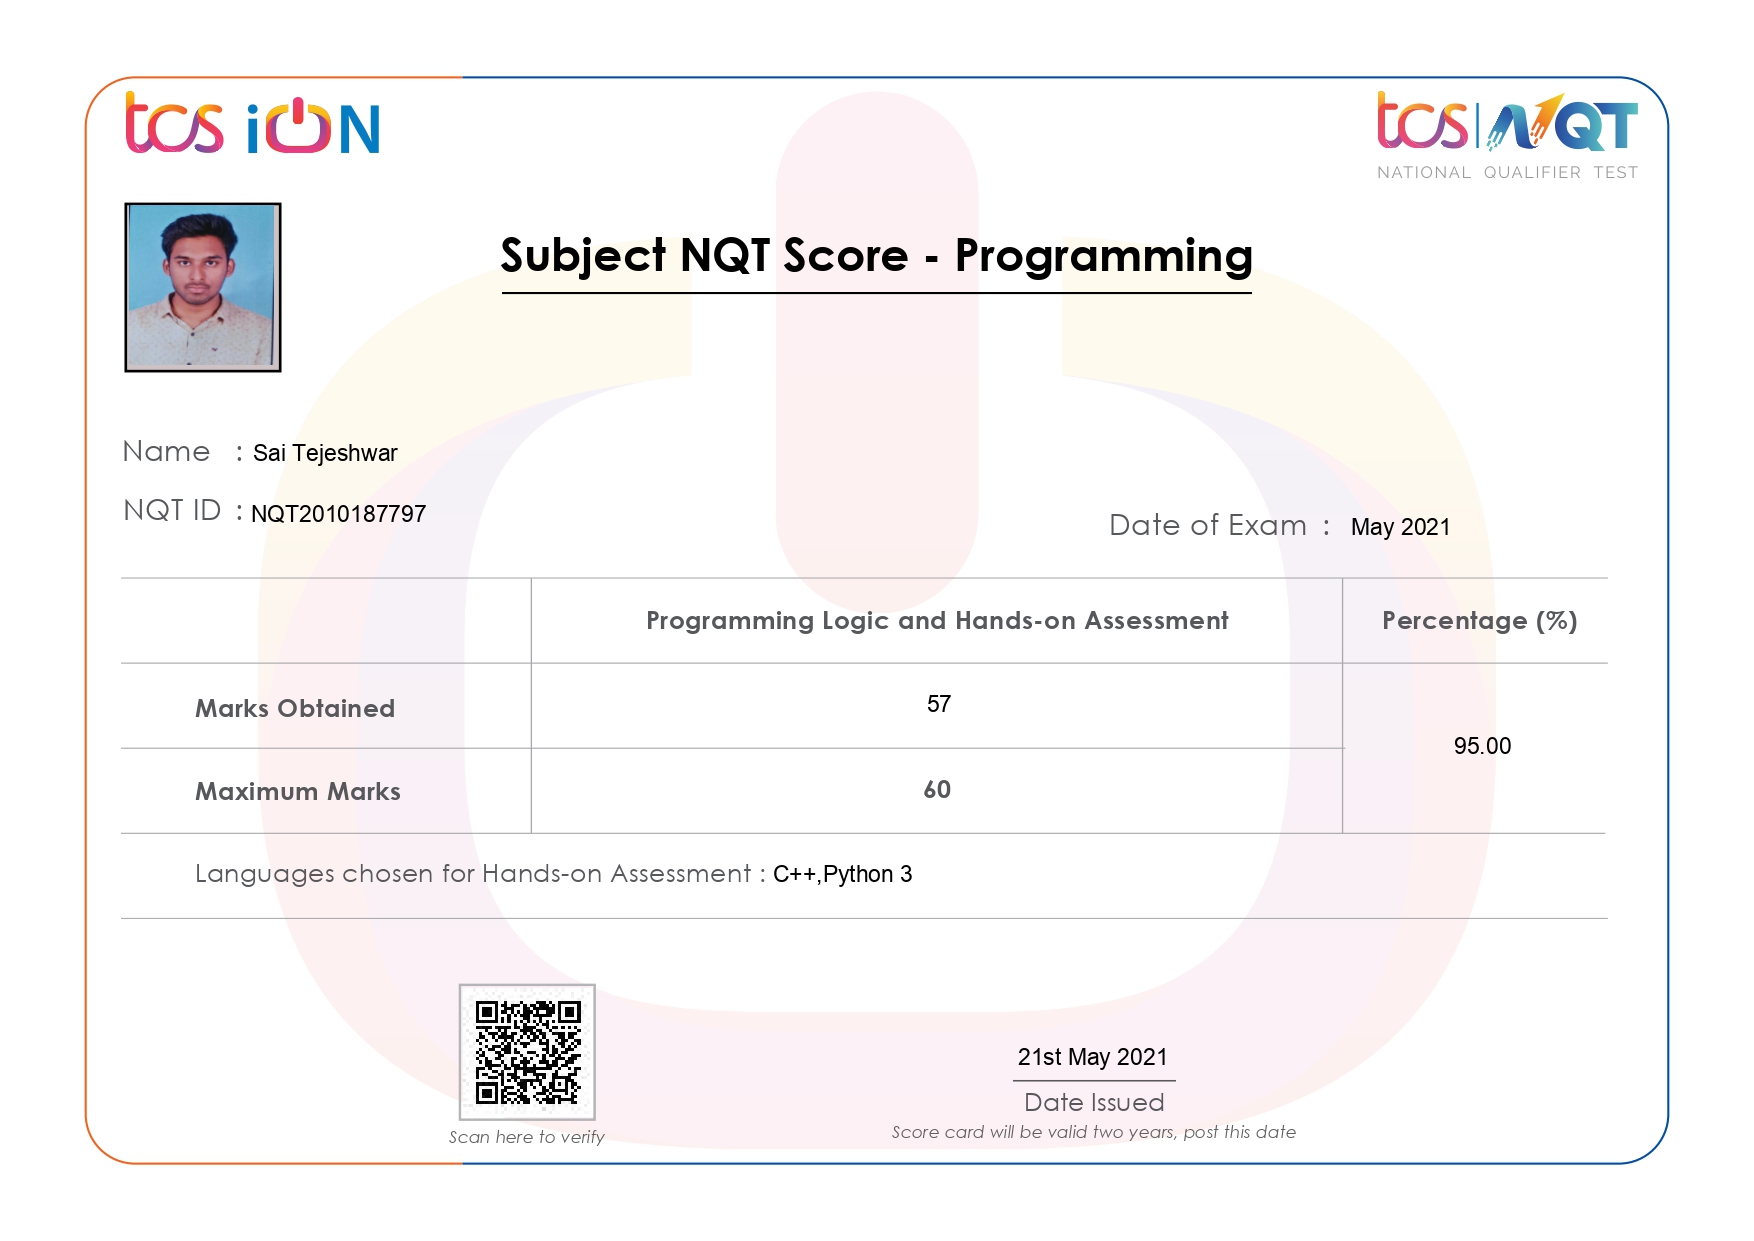 tcs iON
tcs NQT
NATIONAL QUALIFIER TEST
Subject NQT Score - Programming
Name : Sai Tejeshwar
NQT ID : NQT2010187797
Date of Exam : May 2021
Programming Logic and Hands-on Assessment Percentage (%)
Marks Obtained 57
95.00
Maximum Marks 60
Languages chosen for Hands-on Assessment : C++,Python 3
21st May 2021
Date Issued
Scan here to verify
Score card will be valid two years, post this date